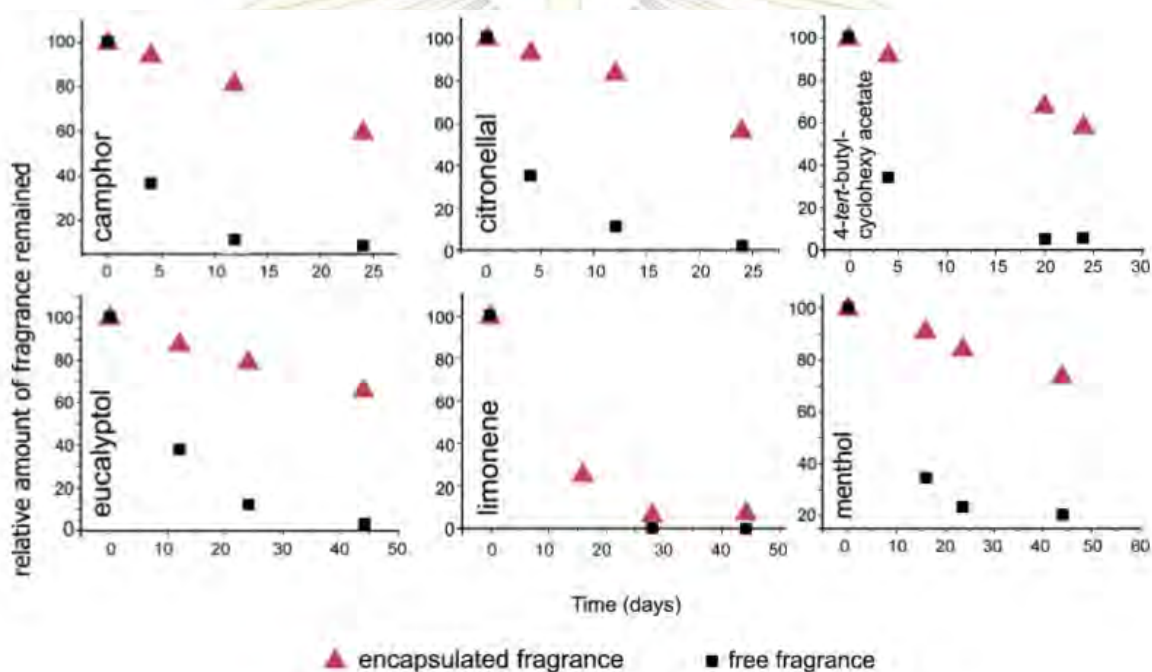 relative amount of fragrance remained
100
80
60
40
20
camphor
0 5 10 15 20 25
100
80
60
40
20
0
citronellal
0 5 10 15 20 25
100
80
60
40
20
0
4-tert-butyl-
cyclohexy acetate
0 5 10 15 20 25 30
100
80
60
40
20
0
eucalyptol
0 10 20 30 40 50
100
80
60
40
20
0
limonene
0 10 20 30 40 50
100
80
60
40
20
menthol
0 10 20 30 40 50 60
Time (days)
encapsulated fragrance free fragrance